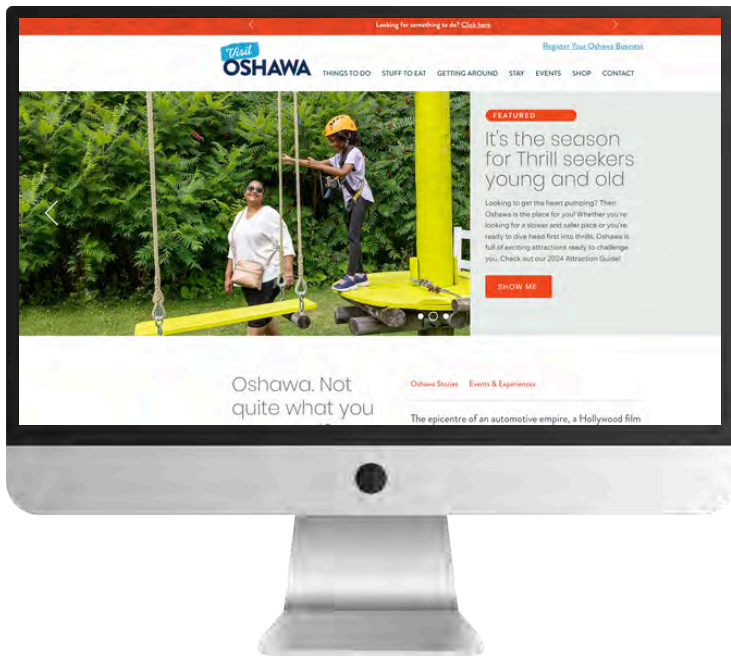 Looking for something to do? Click here
Register Your Oshawa Business
Visit
OSHAWA
THINGS TO DO STUFF TO EAT GETTING AROUND STAY EVENTS SHOP CONTACT
FEATURED
It's the season
for Thrill seekers
young and old
Looking to get the heart pumping? Then
Oshawa is the place for you! Whether you're
looking for a slower and safer pace or you're
ready to dive head first into thrills, Oshawa is
full of exciting attractions ready to challenge
you. Check out our 2024 Attraction Guide!
SHOW ME
Oshawa. Not
quite what you
Oshawa Stories Events & Experiences
The epicentre of an automotive empire, a Hollywood film